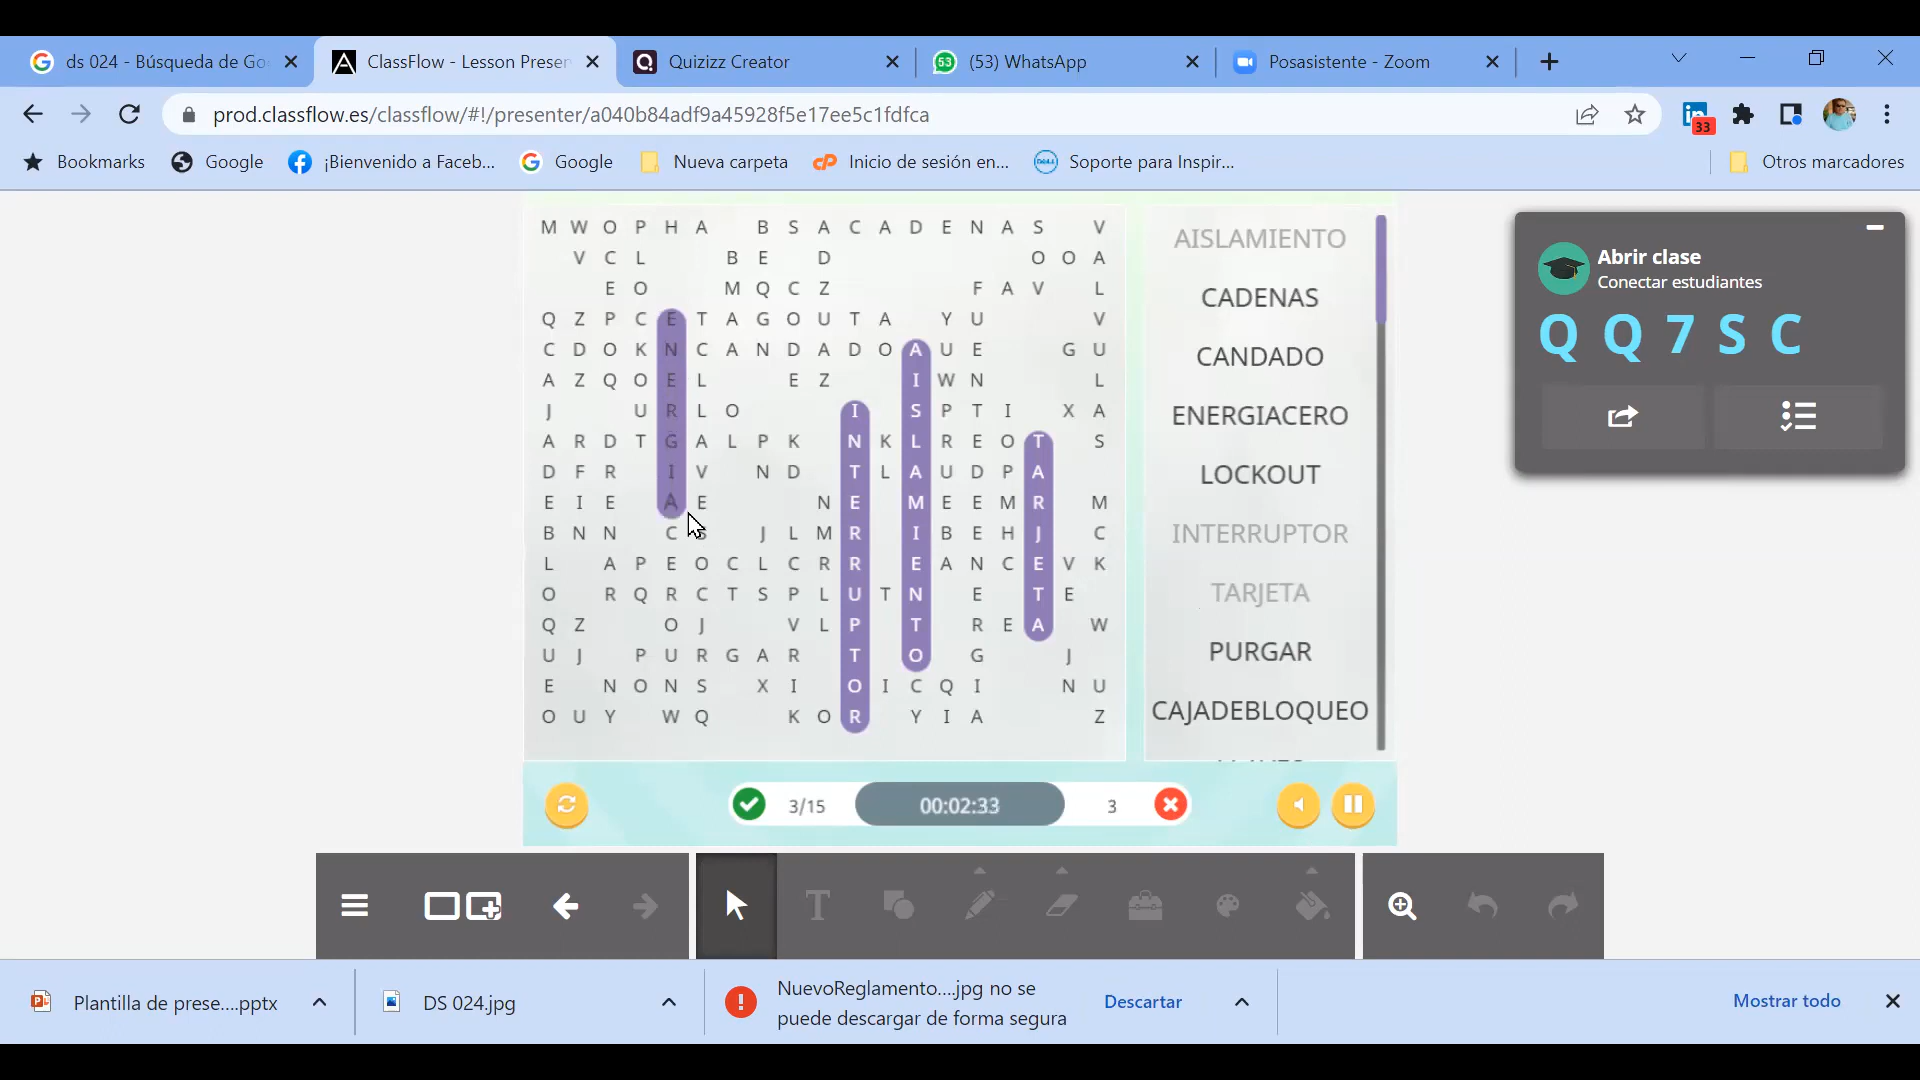 ds 024 - Búsqueda de Go
ClassFlow - Lesson Presen
Quizizz Creator
53
(53) WhatsApp
Posasistente - Zoom
prod.classflow.es/classflow/#!/presenter/a040b84adf9a45928f5e17ee5c1fdfca
33
Bookmarks
Google
¡Bienvenido a Faceb...
Google
Nueva carpeta
Inicio de sesión en...
Soporte para Inspir...
Otros marcadores
M W O P H A B S A C A D E N A S V
V C L B E D O O A
E O M Q C Z F A V L
Q Z P C E T A G O U T A Y U V
C D O K N C A N D A D O A U E G U
A Z Q O E L E Z I W N L
J U R L O I S P T I X A
A R D T G A L P K N K L R E O T S
D F R I V N D T L A U D P A
E I E A E N E M E E M R M
B N N C S J L M R I B E H J C
L A P E O C L C R R E A N C E V K
O R Q R C T S P L U T N E T E
Q Z O J V L P T R E A W
U J P U R G A R T O G J
E N O N S X I O I C Q I N U
O U Y W Q K O R Y I A Z
AISLAMIENTO
CADENAS
CANDADO
ENERGIACERO
LOCKOUT
INTERRUPTOR
TARJETA
PURGAR
CAJADEBLOQUEO
Abrir clase
Conectar estudiantes
Q Q 7 S C
3/15
00:02:33
3
T
Plantilla de prese....pptx
DS 024.jpg
NuevoReglamento....jpg no se
puede descargar de forma segura
Descartar
Mostrar todo